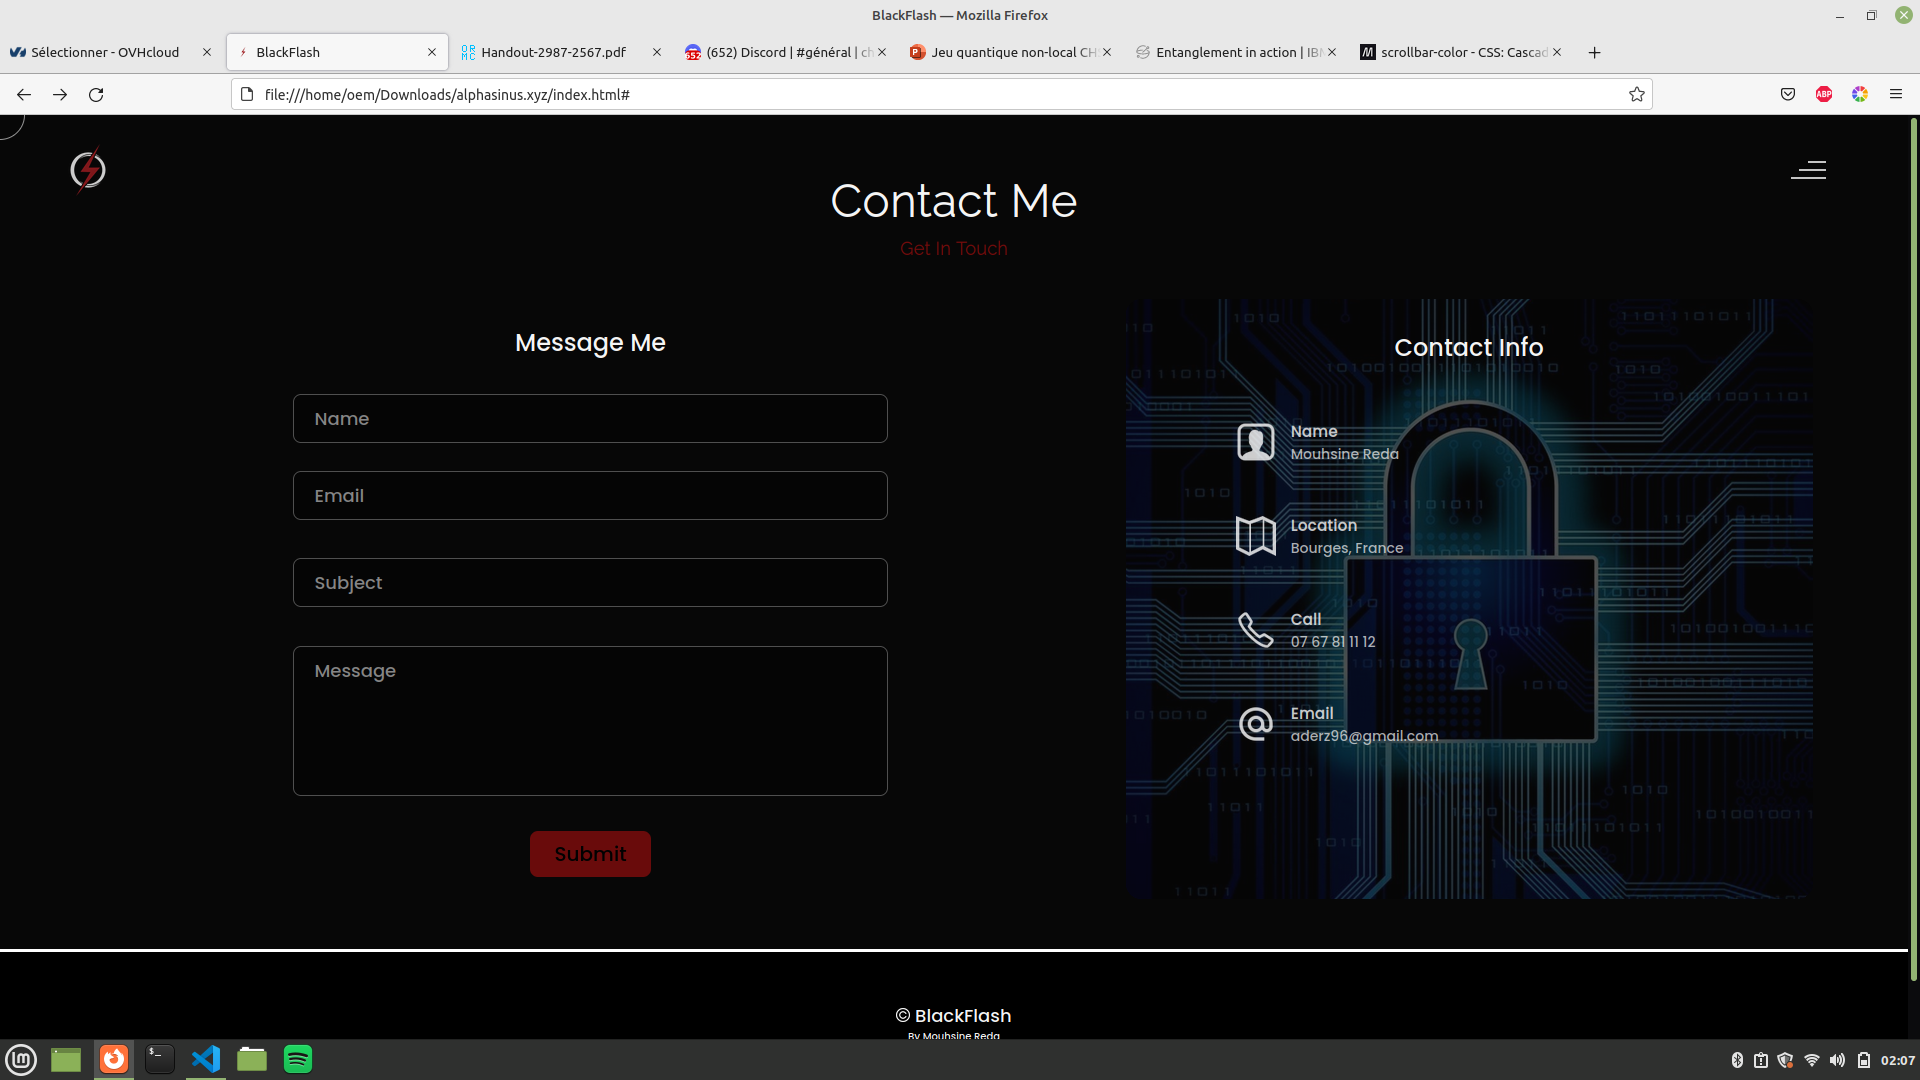 BlackFlash — Mozilla Firefox
Sélectionner - OVHcloud
BlackFlash
Handout-2987-2567.pdf
(652) Discord | #général | ch
Jeu quantique non-local CH
Entanglement in action | IB
scrollbar-color - CSS: Cascad
file:///home/oem/Downloads/alphasinus.xyz/index.html#
ABP
Contact Me
Get In Touch
Message Me
Name
Email
Subject
Message
Submit
Contact Info
Name
Mouhsine Reda
Location
Bourges, France
Call
07 67 81 11 12
Email
aderz96@gmail.com
© BlackFlash
By Mouhsine Reda
02:07